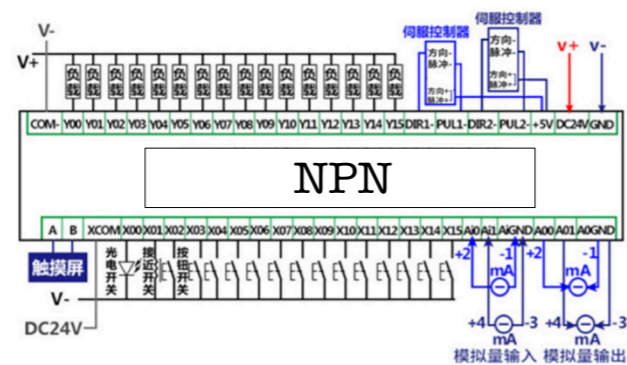 V-
V+
伺服控制器
伺服控制器
方向-
脉冲-
方向+
脉冲+
方向-
脉冲-
方向+
脉冲+
V+
V-
负载 负载 负载 负载 负载 负载 负载 负载 负载 负载 负载 负载 负载 负载 负载 负载
COM- Y00 Y01 Y02 Y03 Y04 Y05 Y06 Y07 Y08 Y09 Y10 Y11 Y12 Y13 Y14 Y15 DIR1- PUL1- DIR2- PUL2- +5V DC24V GND
NPN
A B XCOM X00 X01 X02 X03 X04 X05 X06 X07 X08 X09 X10 X11 X12 X13 X14 X15 Ai0 Ai1 AiGND A00 A01 A0GND
触摸屏
光电开关
接近开关
按钮开关
+2 -1 +2 -1
mA mA
V-
DC24V
+4 -3 +4 -3
mA mA
模拟量输入 模拟量输出